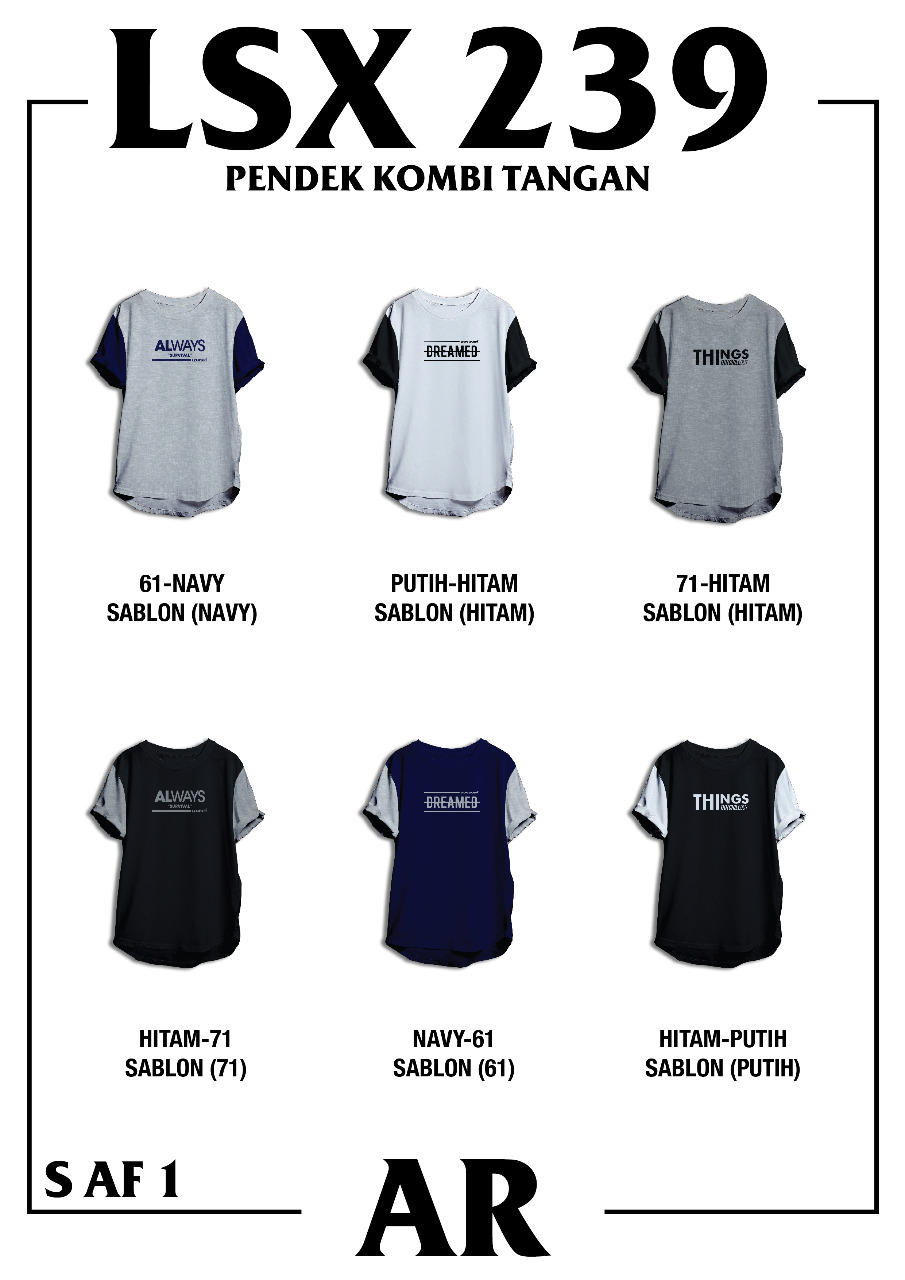 LSX 239
PENDEK KOMBI TANGAN
ALWAYS
"SURVIVAL"
DREAMED
THINGS
61-NAVY
SABLON (NAVY)
PUTIH-HITAM
SABLON (HITAM)
71-HITAM
SABLON (HITAM)
ALWAYS
"SURVIVAL"
DREAMED
THINGS
HITAM-71
SABLON (71)
NAVY-61
SABLON (61)
HITAM-PUTIH
SABLON (PUTIH)
S AF 1
AR